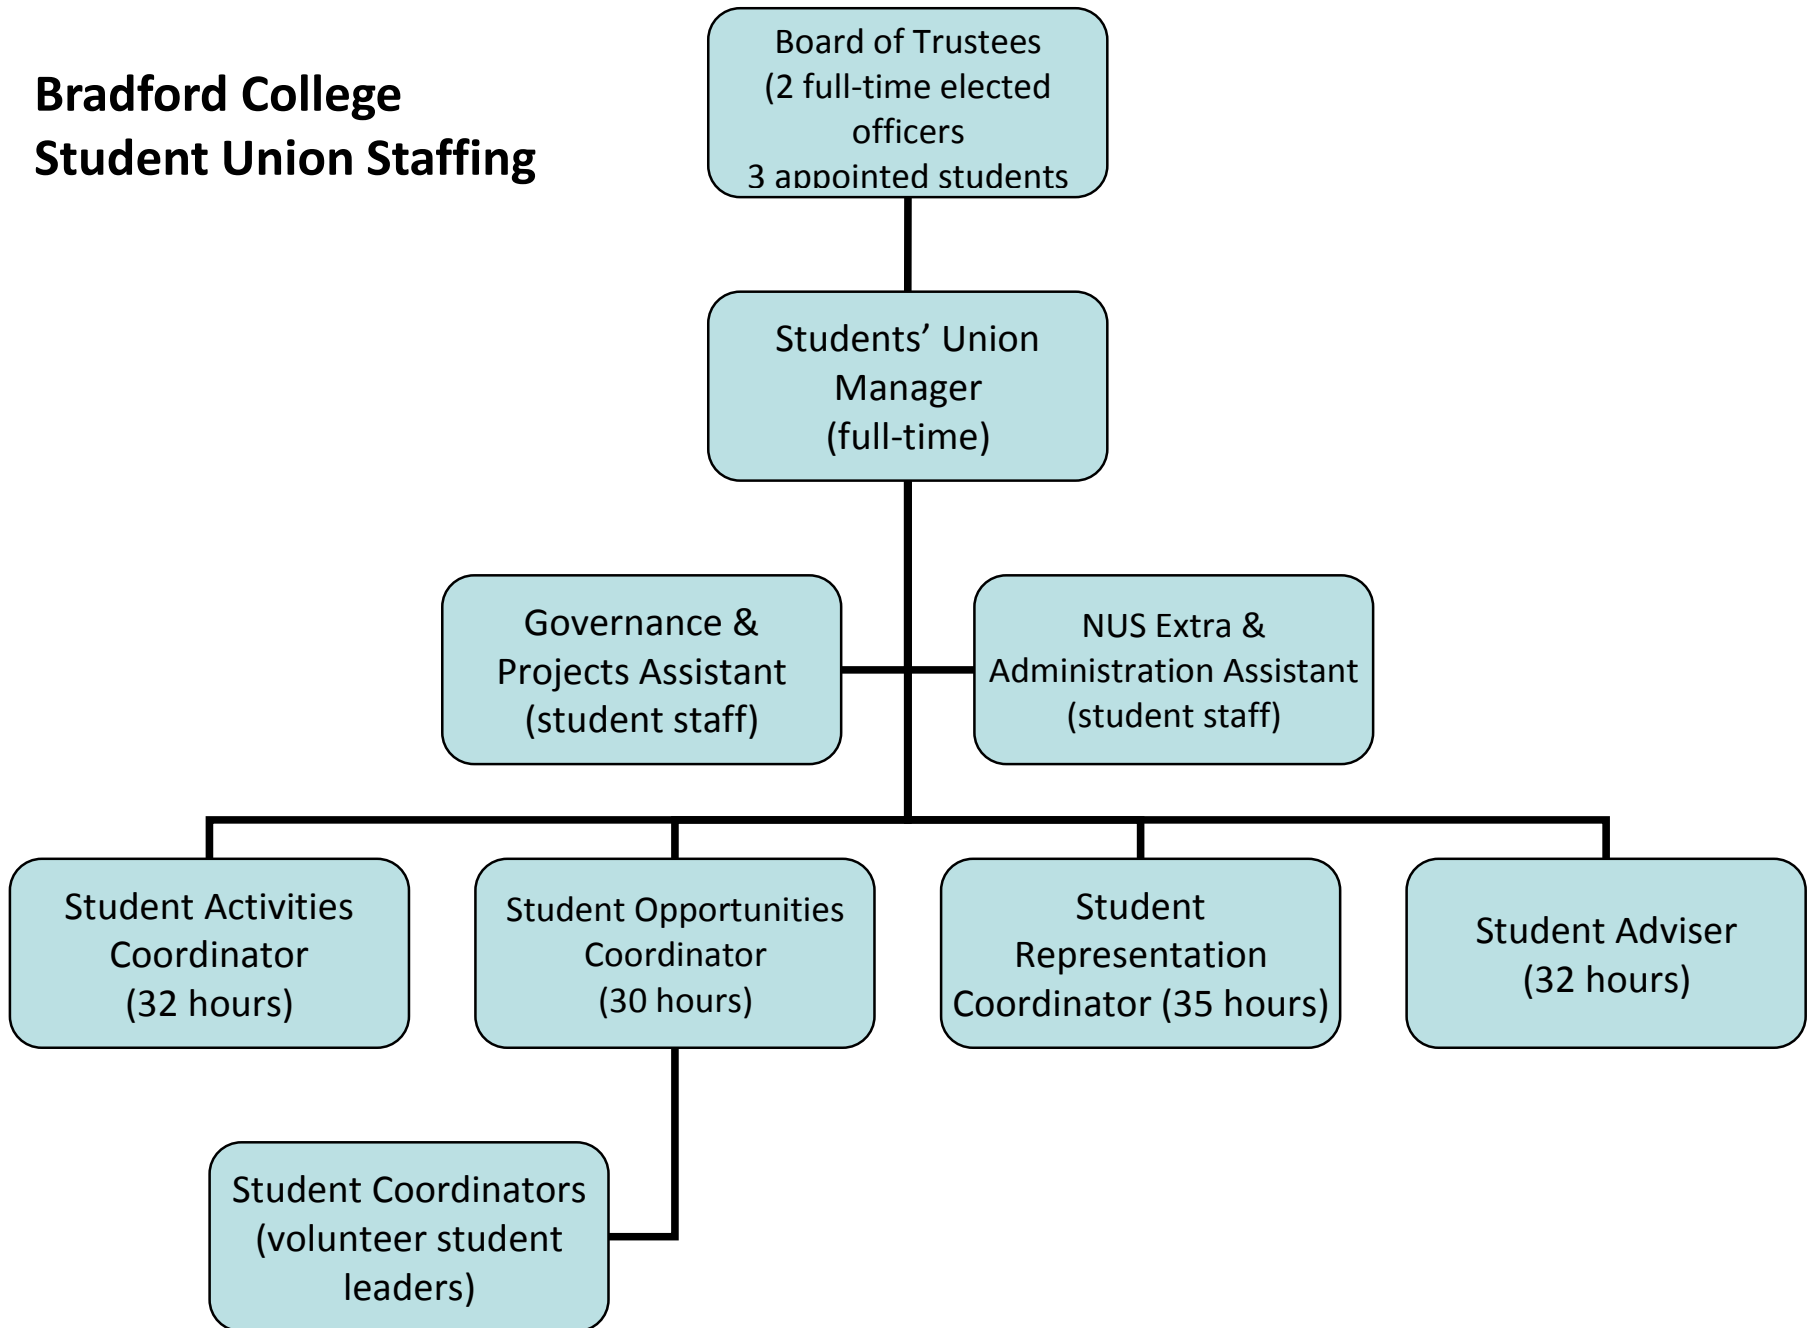 Bradford College
Student Union Staffing
Board of Trustees
(2 full-time elected
officers
3 appointed students
Students’ Union
Manager
(full-time)
Governance &
Projects Assistant
(student staff)
NUS Extra &
Administration Assistant
(student staff)
Student Activities
Coordinator
(32 hours)
Student Opportunities
Coordinator
(30 hours)
Student
Representation
Coordinator (35 hours)
Student Adviser
(32 hours)
Student Coordinators
(volunteer student
leaders)